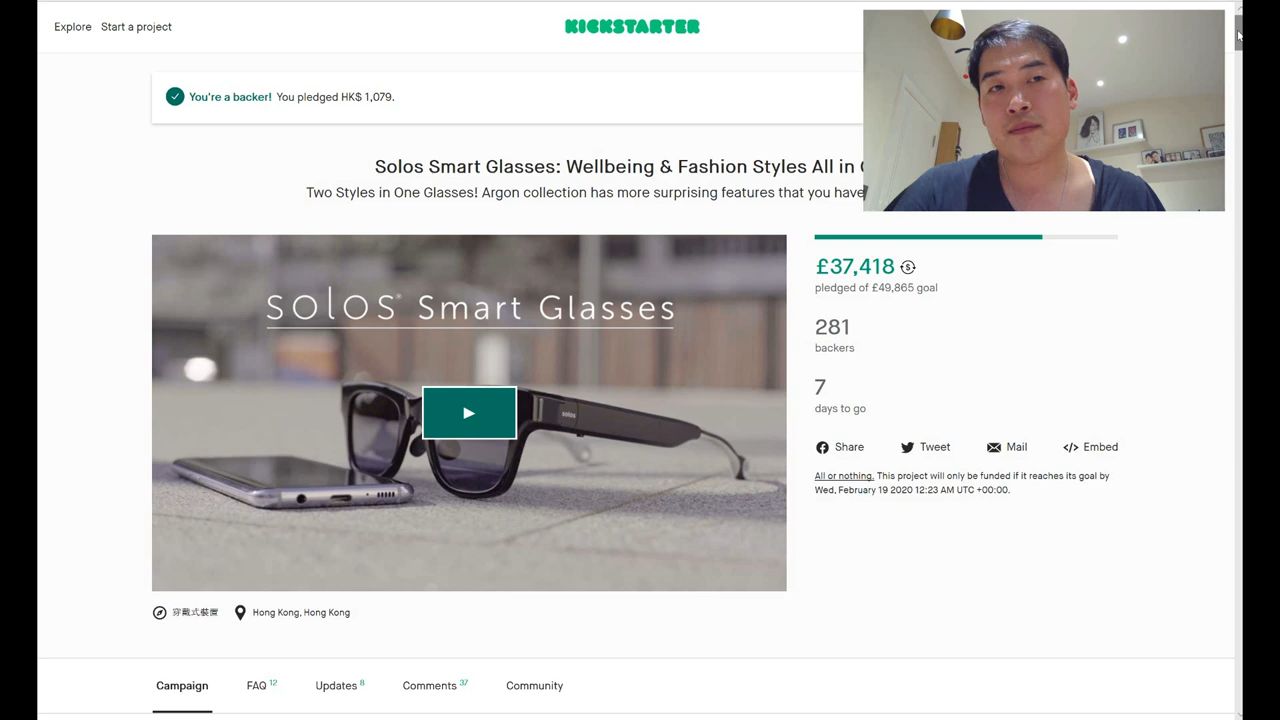 Explore Start a project
KICKSTARTER
You're a backer! You pledged HK$ 1,079.
Solos Smart Glasses: Wellbeing & Fashion Styles All in
Two Styles in One Glasses! Argon collection has more surprising features that you have
solos® Smart Glasses
solos
£37,418
pledged of £49,865 goal
281
backers
7
days to go
Share Tweet Mail Embed
All or nothing. This project will only be funded if it reaches its goal by
Wed, February 19 2020 12:23 AM UTC +00:00.
穿戴式裝置 Hong Kong, Hong Kong
Campaign FAQ 12 Updates 8 Comments 37 Community